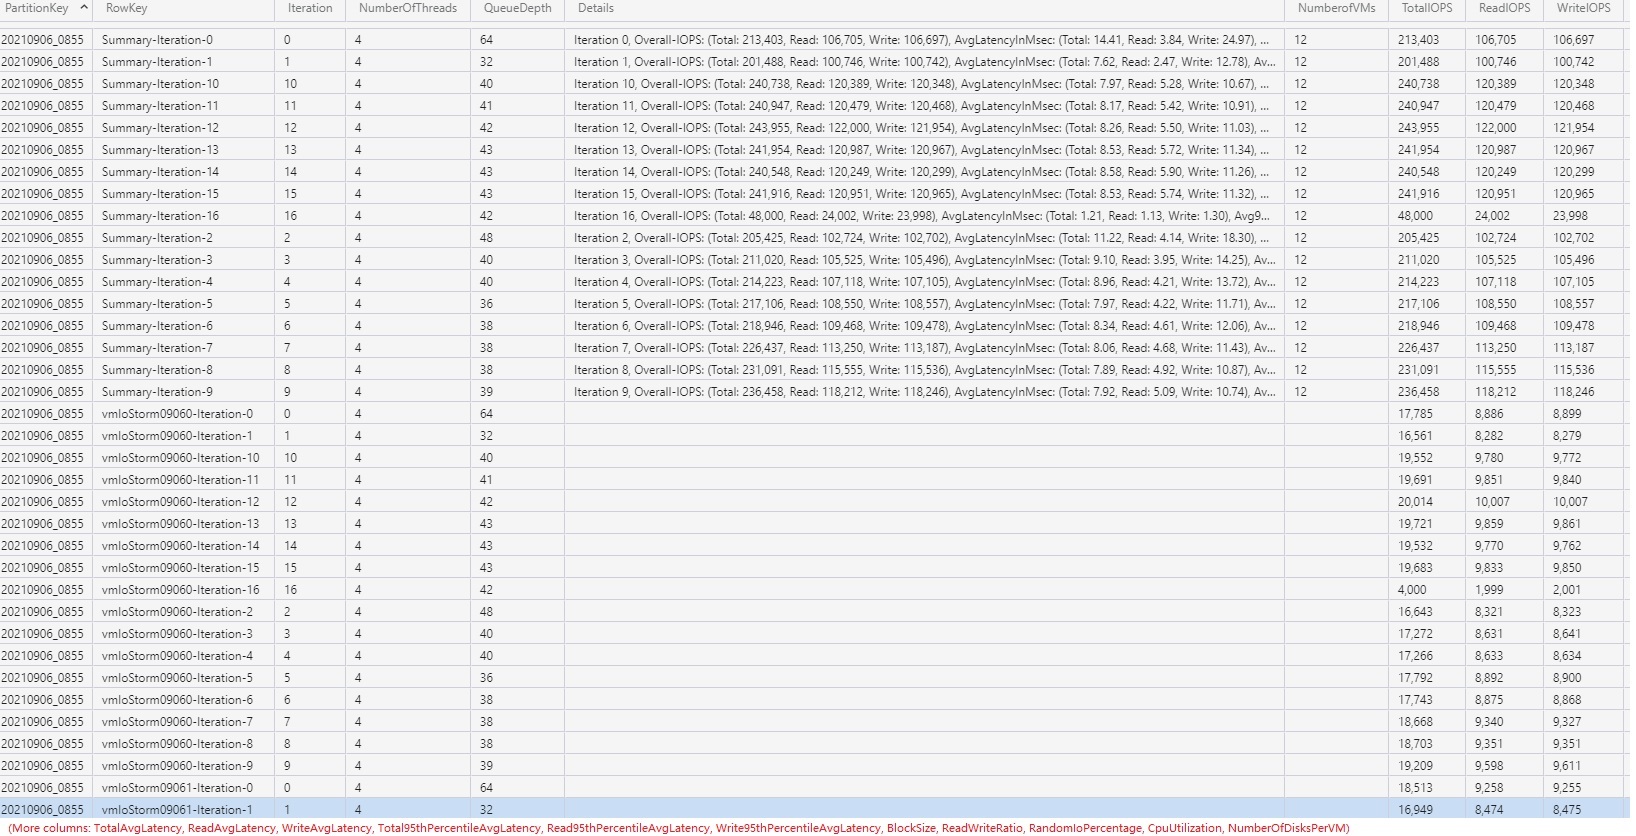 PartitionKey RowKey Iteration NumberOfThreads QueueDepth Details NumberofVMs TotalIOPS ReadIOPS WriteIOPS
20210906_0855 Summary-Iteration-0 0 4 64 Iteration 0, Overall-IOPS: (Total: 213,403, Read: 106,705, Write: 106,697), AvgLatencyInMsec: (Total: 14.41, Read: 3.84, Write: 24.97), ... 12 213,403 106,705 106,697
20210906_0855 Summary-Iteration-1 1 4 32 Iteration 1, Overall-IOPS: (Total: 201,488, Read: 100,746, Write: 100,742), AvgLatencyInMsec: (Total: 7.62, Read: 2.47, Write: 12.78), Av... 12 201,488 100,746 100,742
20210906_0855 Summary-Iteration-10 10 4 40 Iteration 10, Overall-IOPS: (Total: 240,738, Read: 120,389, Write: 120,348), AvgLatencyInMsec: (Total: 7.97, Read: 5.28, Write: 10.67), ... 12 240,738 120,389 120,348
20210906_0855 Summary-Iteration-11 11 4 41 Iteration 11, Overall-IOPS: (Total: 240,947, Read: 120,479, Write: 120,468), AvgLatencyInMsec: (Total: 8.17, Read: 5.42, Write: 10.91), ... 12 240,947 120,479 120,468
20210906_0855 Summary-Iteration-12 12 4 42 Iteration 12, Overall-IOPS: (Total: 243,955, Read: 122,000, Write: 121,954), AvgLatencyInMsec: (Total: 8.26, Read: 5.50, Write: 11.03), ... 12 243,955 122,000 121,954
20210906_0855 Summary-Iteration-13 13 4 43 Iteration 13, Overall-IOPS: (Total: 241,954, Read: 120,987, Write: 120,967), AvgLatencyInMsec: (Total: 8.53, Read: 5.72, Write: 11.34), ... 12 241,954 120,987 120,967
20210906_0855 Summary-Iteration-14 14 4 43 Iteration 14, Overall-IOPS: (Total: 240,548, Read: 120,249, Write: 120,299), AvgLatencyInMsec: (Total: 8.58, Read: 5.90, Write: 11.26), ... 12 240,548 120,249 120,299
20210906_0855 Summary-Iteration-15 15 4 43 Iteration 15, Overall-IOPS: (Total: 241,916, Read: 120,951, Write: 120,965), AvgLatencyInMsec: (Total: 8.53, Read: 5.74, Write: 11.32), ... 12 241,916 120,951 120,965
20210906_0855 Summary-Iteration-16 16 4 42 Iteration 16, Overall-IOPS: (Total: 48,000, Read: 24,002, Write: 23,998), AvgLatencyInMsec: (Total: 1.21, Read: 1.13, Write: 1.30), Avg9... 12 48,000 24,002 23,998
20210906_0855 Summary-Iteration-2 2 4 48 Iteration 2, Overall-IOPS: (Total: 205,425, Read: 102,724, Write: 102,702), AvgLatencyInMsec: (Total: 11.22, Read: 4.14, Write: 18.30), ... 12 205,425 102,724 102,702
20210906_0855 Summary-Iteration-3 3 4 40 Iteration 3, Overall-IOPS: (Total: 211,020, Read: 105,525, Write: 105,496), AvgLatencyInMsec: (Total: 9.10, Read: 3.95, Write: 14.25), Av... 12 211,020 105,525 105,496
20210906_0855 Summary-Iteration-4 4 4 40 Iteration 4, Overall-IOPS: (Total: 214,223, Read: 107,118, Write: 107,105), AvgLatencyInMsec: (Total: 8.96, Read: 4.21, Write: 13.72), Av... 12 214,223 107,118 107,105
20210906_0855 Summary-Iteration-5 5 4 36 Iteration 5, Overall-IOPS: (Total: 217,106, Read: 108,550, Write: 108,557), AvgLatencyInMsec: (Total: 7.97, Read: 4.22, Write: 11.71), Av... 12 217,106 108,550 108,557
20210906_0855 Summary-Iteration-6 6 4 38 Iteration 6, Overall-IOPS: (Total: 218,946, Read: 109,468, Write: 109,478), AvgLatencyInMsec: (Total: 8.34, Read: 4.61, Write: 12.06), Av... 12 218,946 109,468 109,478
20210906_0855 Summary-Iteration-7 7 4 38 Iteration 7, Overall-IOPS: (Total: 226,437, Read: 113,250, Write: 113,187), AvgLatencyInMsec: (Total: 8.06, Read: 4.68, Write: 11.43), Av... 12 226,437 113,250 113,187
20210906_0855 Summary-Iteration-8 8 4 38 Iteration 8, Overall-IOPS: (Total: 231,091, Read: 115,555, Write: 115,536), AvgLatencyInMsec: (Total: 7.89, Read: 4.92, Write: 10.87), Av... 12 231,091 115,555 115,536
20210906_0855 Summary-Iteration-9 9 4 39 Iteration 9, Overall-IOPS: (Total: 236,458, Read: 118,212, Write: 118,246), AvgLatencyInMsec: (Total: 7.92, Read: 5.09, Write: 10.74), Av... 12 236,458 118,212 118,246
20210906_0855 vmIoStorm09060-Iteration-0 0 4 64 17,785 8,886 8,899
20210906_0855 vmIoStorm09060-Iteration-1 1 4 32 16,561 8,282 8,279
20210906_0855 vmIoStorm09060-Iteration-10 10 4 40 19,552 9,780 9,772
20210906_0855 vmIoStorm09060-Iteration-11 11 4 41 19,691 9,851 9,840
20210906_0855 vmIoStorm09060-Iteration-12 12 4 42 20,014 10,007 10,007
20210906_0855 vmIoStorm09060-Iteration-13 13 4 43 19,721 9,859 9,861
20210906_0855 vmIoStorm09060-Iteration-14 14 4 43 19,532 9,770 9,762
20210906_0855 vmIoStorm09060-Iteration-15 15 4 43 19,683 9,833 9,850
20210906_0855 vmIoStorm09060-Iteration-16 16 4 42 4,000 1,999 2,001
20210906_0855 vmIoStorm09060-Iteration-2 2 4 48 16,643 8,321 8,323
20210906_0855 vmIoStorm09060-Iteration-3 3 4 40 17,272 8,631 8,641
20210906_0855 vmIoStorm09060-Iteration-4 4 4 40 17,266 8,633 8,634
20210906_0855 vmIoStorm09060-Iteration-5 5 4 36 17,792 8,892 8,900
20210906_0855 vmIoStorm09060-Iteration-6 6 4 38 17,743 8,875 8,868
20210906_0855 vmIoStorm09060-Iteration-7 7 4 38 18,668 9,340 9,327
20210906_0855 vmIoStorm09060-Iteration-8 8 4 38 18,703 9,351 9,351
20210906_0855 vmIoStorm09060-Iteration-9 9 4 39 19,209 9,598 9,611
20210906_0855 vmIoStorm09061-Iteration-0 0 4 64 18,513 9,258 9,255
20210906_0855 vmIoStorm09061-Iteration-1 1 4 32 16,949 8,474 8,475
(More columns: TotalAvgLatency, ReadAvgLatency, WriteAvgLatency, Total95thPercentileAvgLatency, Read95thPercentileAvgLatency, Write95thPercentileAvgLatency, BlockSize, ReadWriteRatio, RandomIoPercentage, CpuUtilization, NumberOfDisksPerVM)